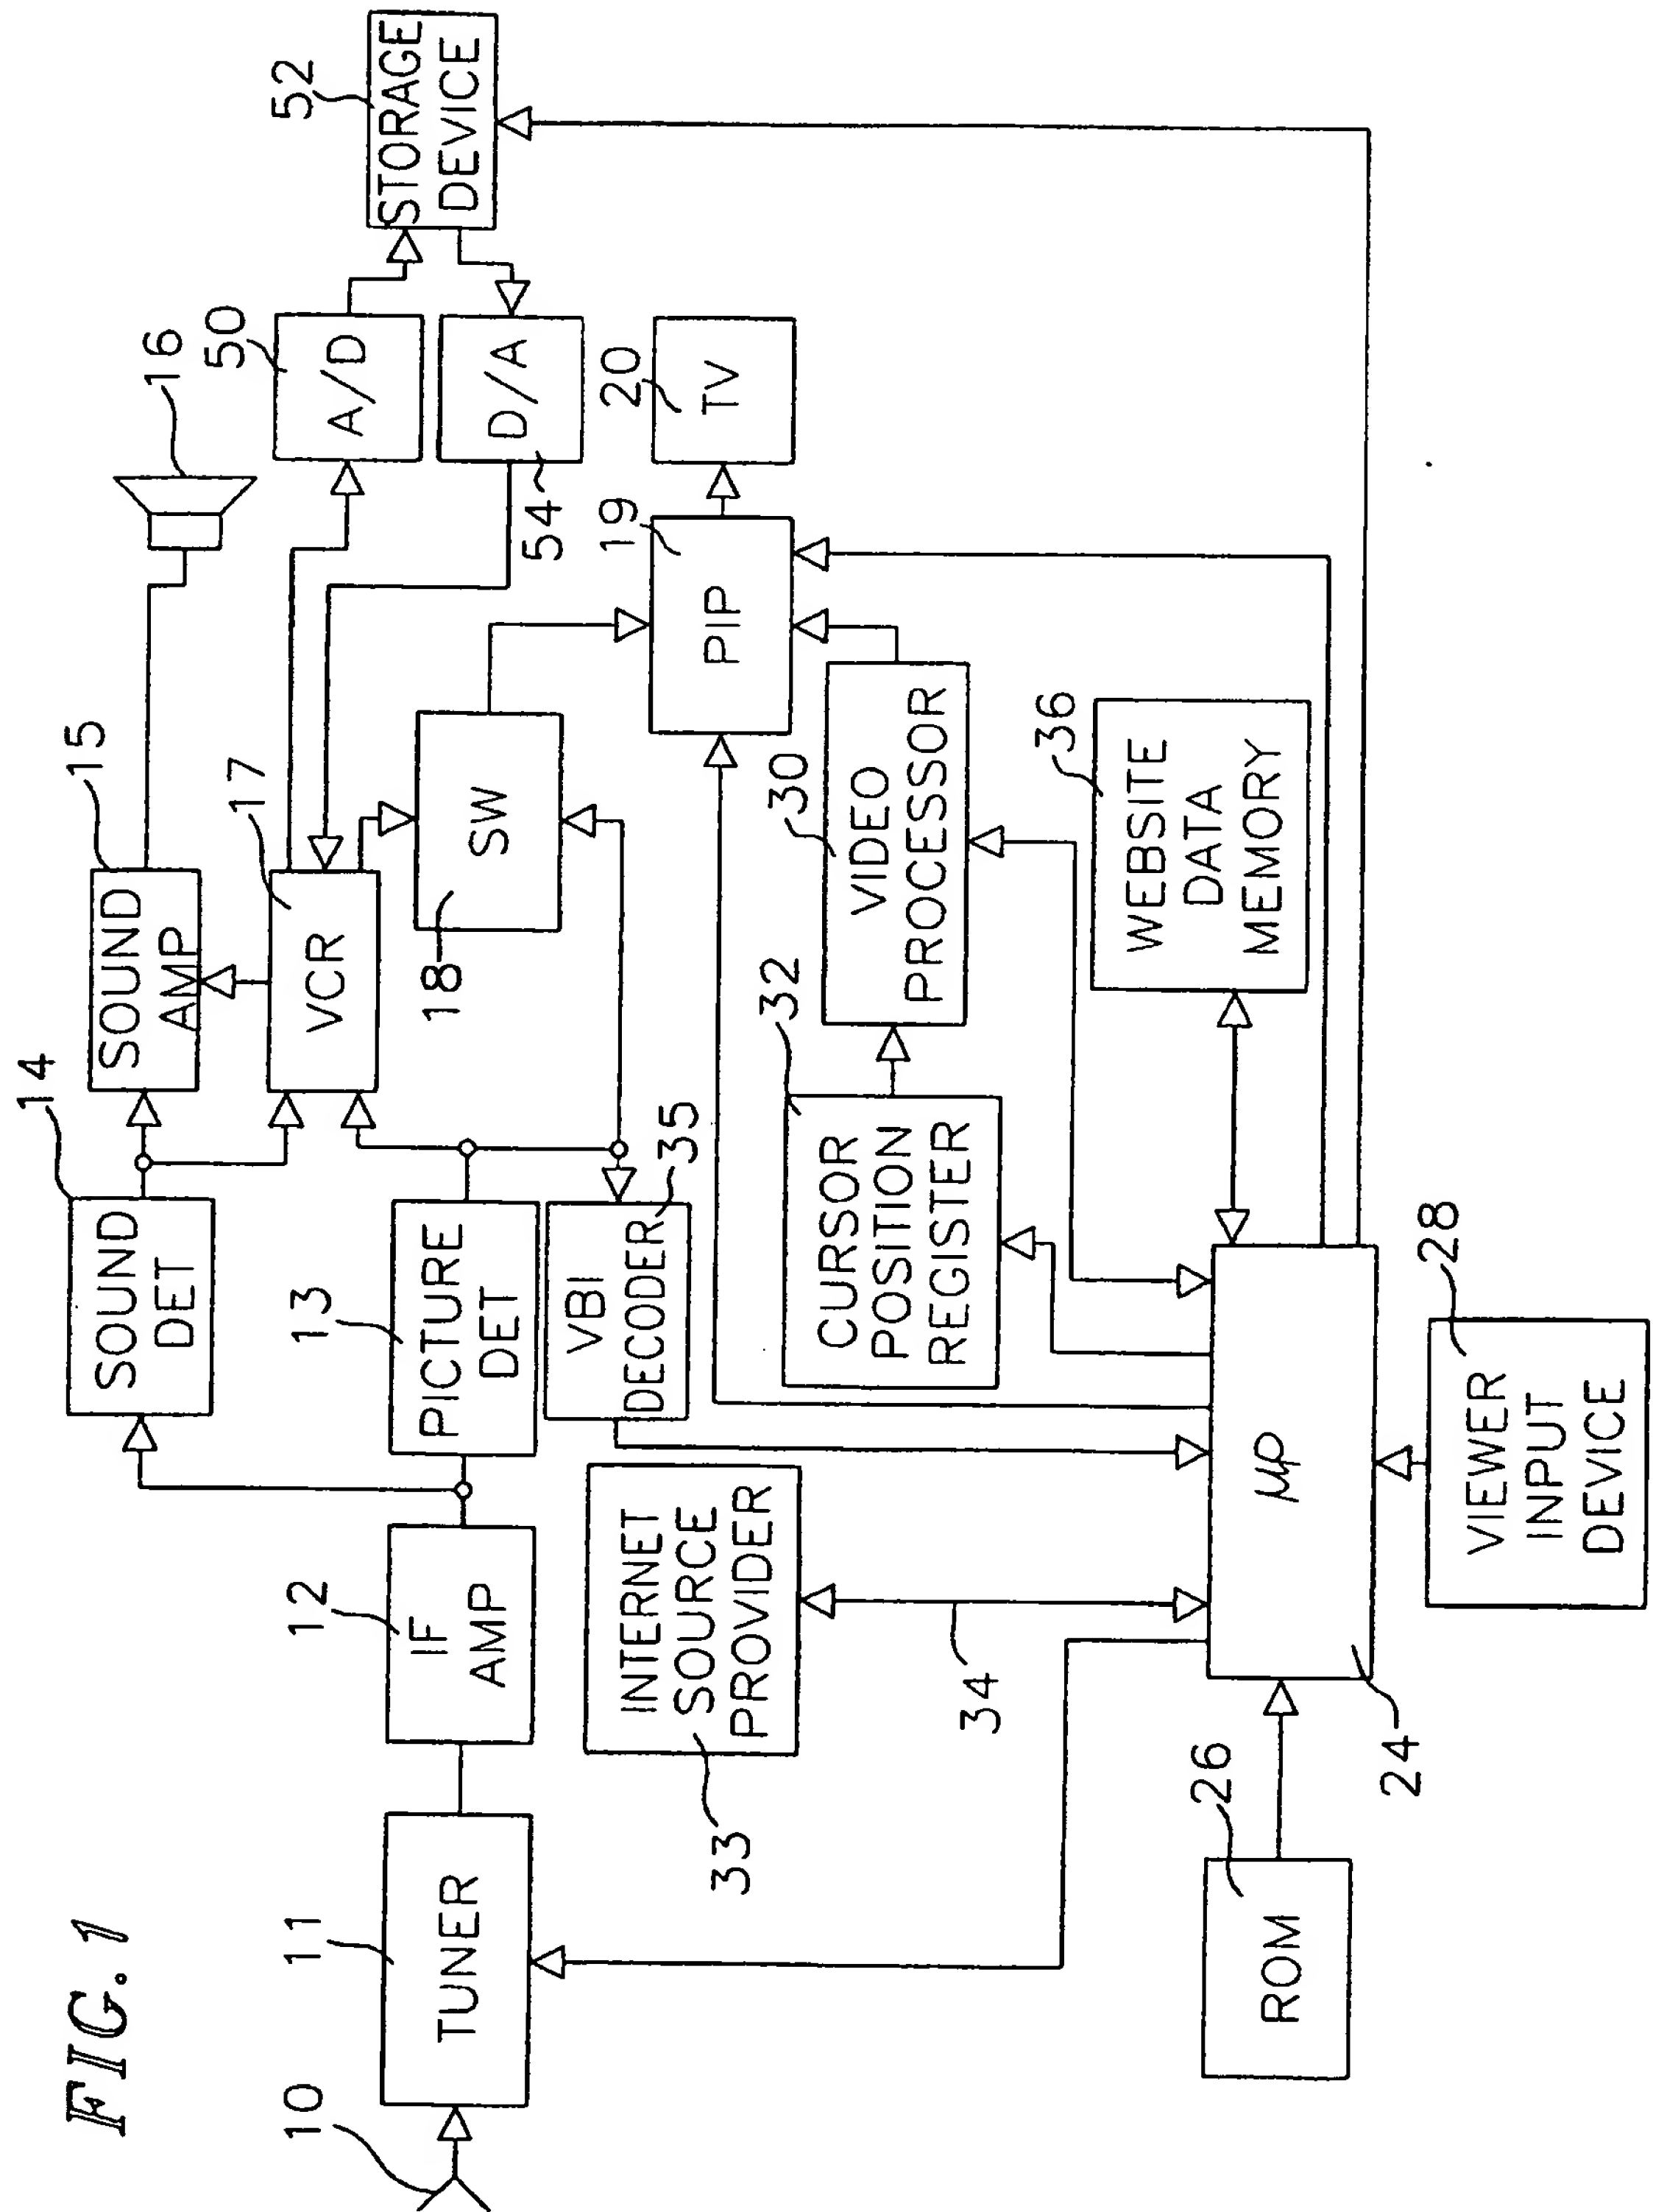 FIG. 1
10
11
TUNER
12
IF
AMP
13
PICTURE
DET
14
SOUND
DET
15
SOUND
AMP
16
17
VCR
18
SW
50
A/D
52
STORAGE
DEVICE
54
D/A
19
PIP
20
TV
VBI
DECODER
35
33
INTERNET
SOURCE
PROVIDER
34
32
CURSOR
POSITION
REGISTER
30
VIDEO
PROCESSOR
36
WEBSITE
DATA
MEMORY
26
ROM
24
μP
28
VIEWER
INPUT
DEVICE